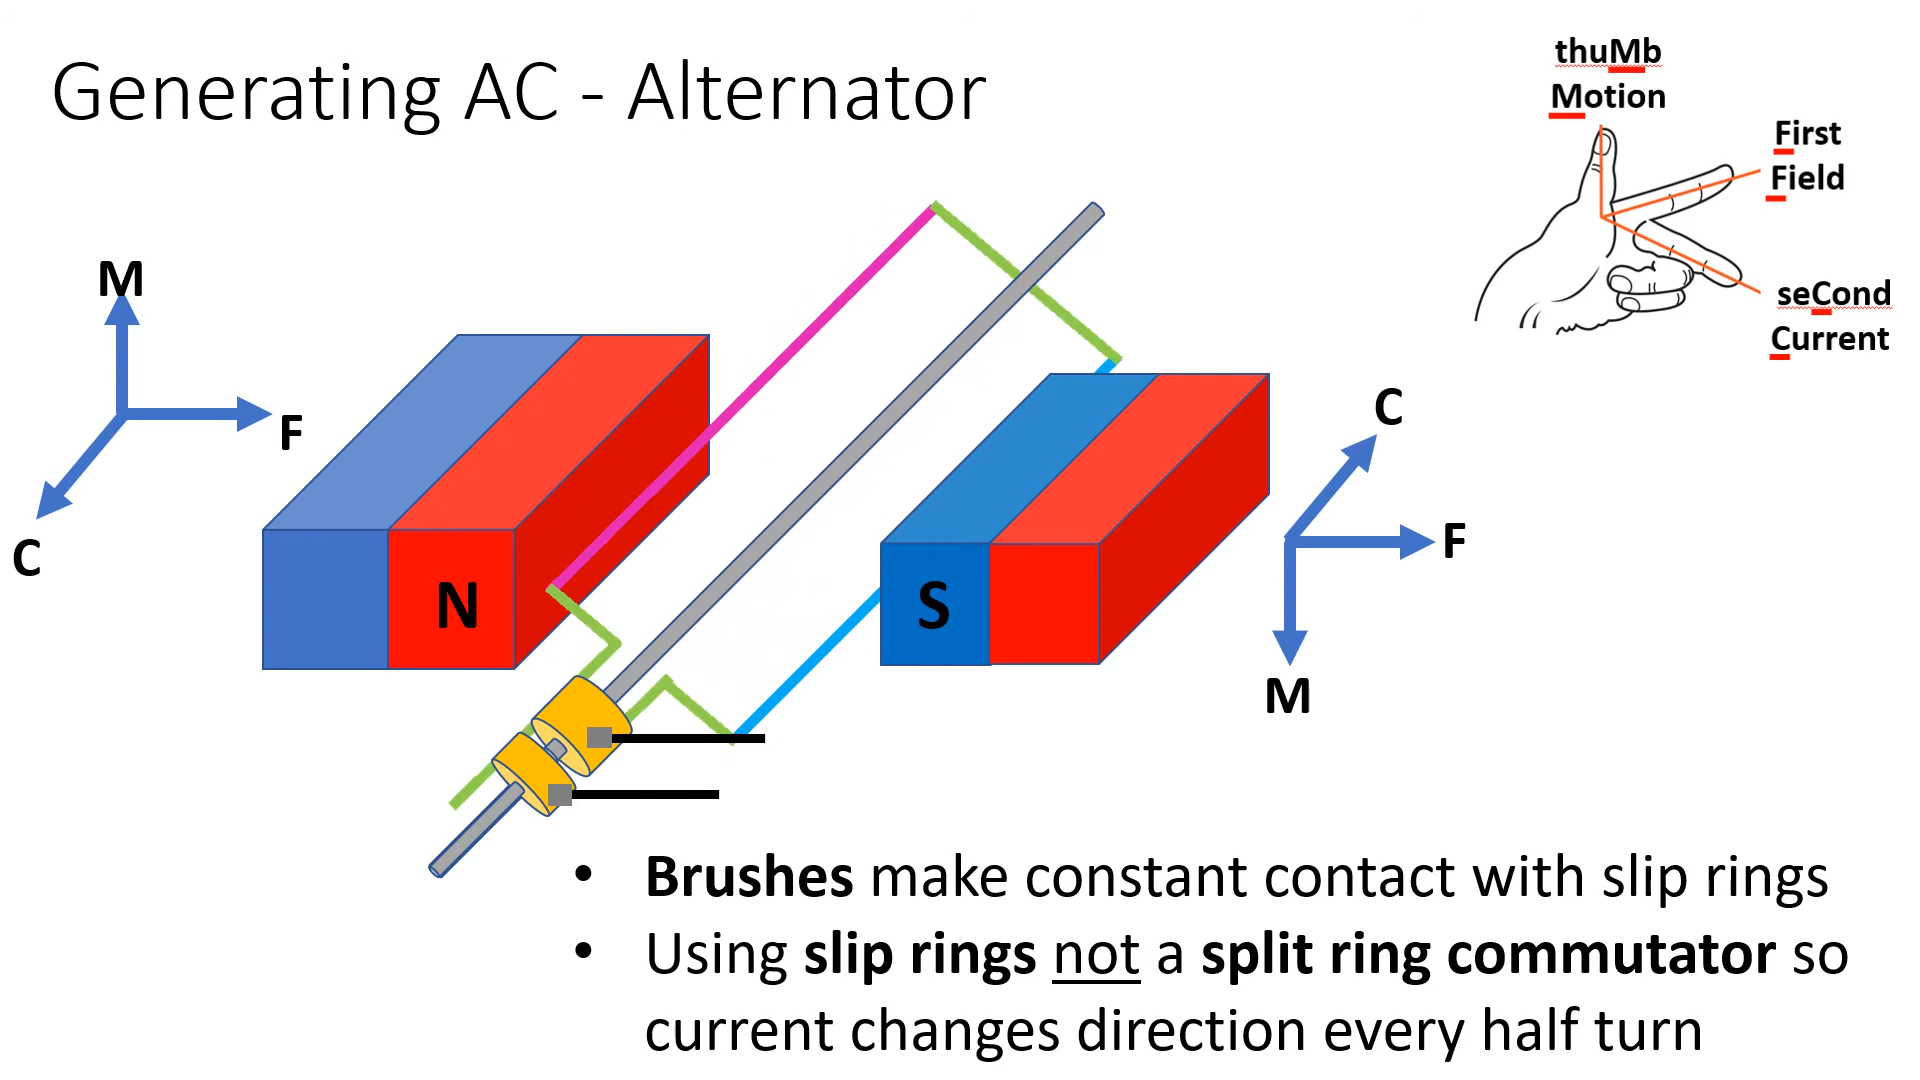 Generating AC - Alternator
thuMb
Motion
First
Field
seCond
Current
M
F
C
N
S
C
F
M
• Brushes make constant contact with slip rings
• Using slip rings not a split ring commutator so
current changes direction every half turn